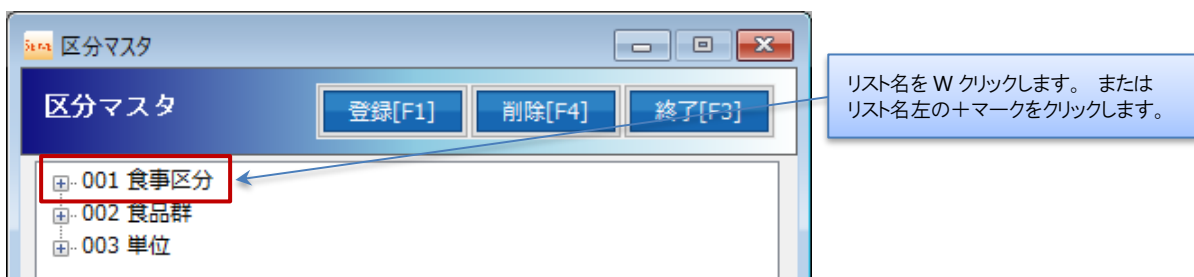 区分マスタ
区分マスタ
登録[F1] 削除[F4] 終了[F3]
リスト名を W クリックします。 または
リスト名左の＋マークをクリックします。
001 食事区分
002 食品群
003 単位